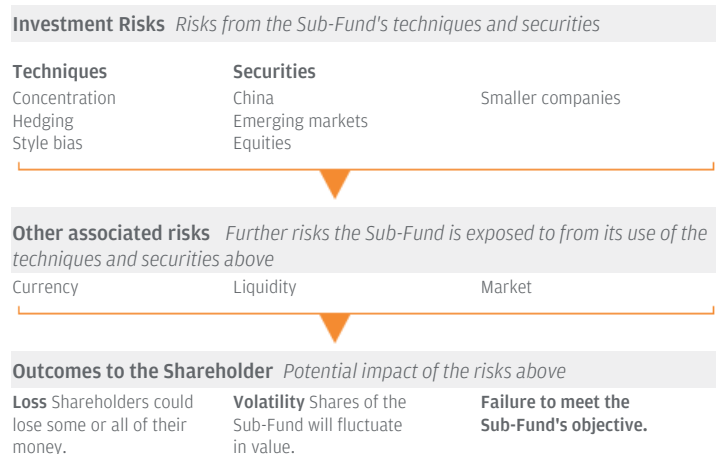 Investment Risks Risks from the Sub-Fund's techniques and securities
Techniques
Concentration
Hedging
Style bias
Securities
China
Emerging markets
Equities
Smaller companies
Other associated risks Further risks the Sub-Fund is exposed to from its use of the
techniques and securities above
Currency
Liquidity
Market
Outcomes to the Shareholder Potential impact of the risks above
Loss Shareholders could
lose some or all of their
money.
Volatility Shares of the
Sub-Fund will fluctuate
in value.
Failure to meet the
Sub-Fund's objective.